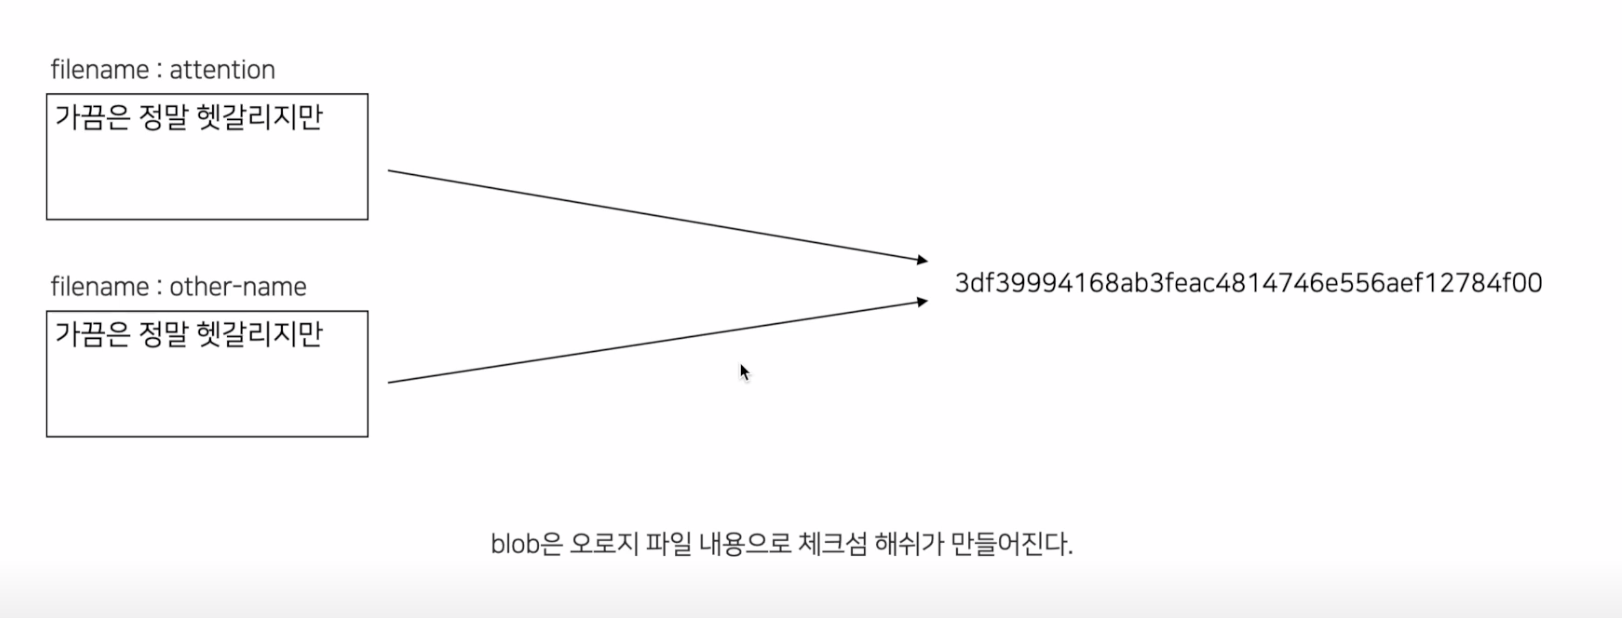 filename : attention
가끔은 정말 헷갈리지만
filename : other-name
가끔은 정말 헷갈리지만
3df39994168ab3feac4814746e556aef12784f00
blob은 오로지 파일 내용으로 체크섬 해쉬가 만들어진다.